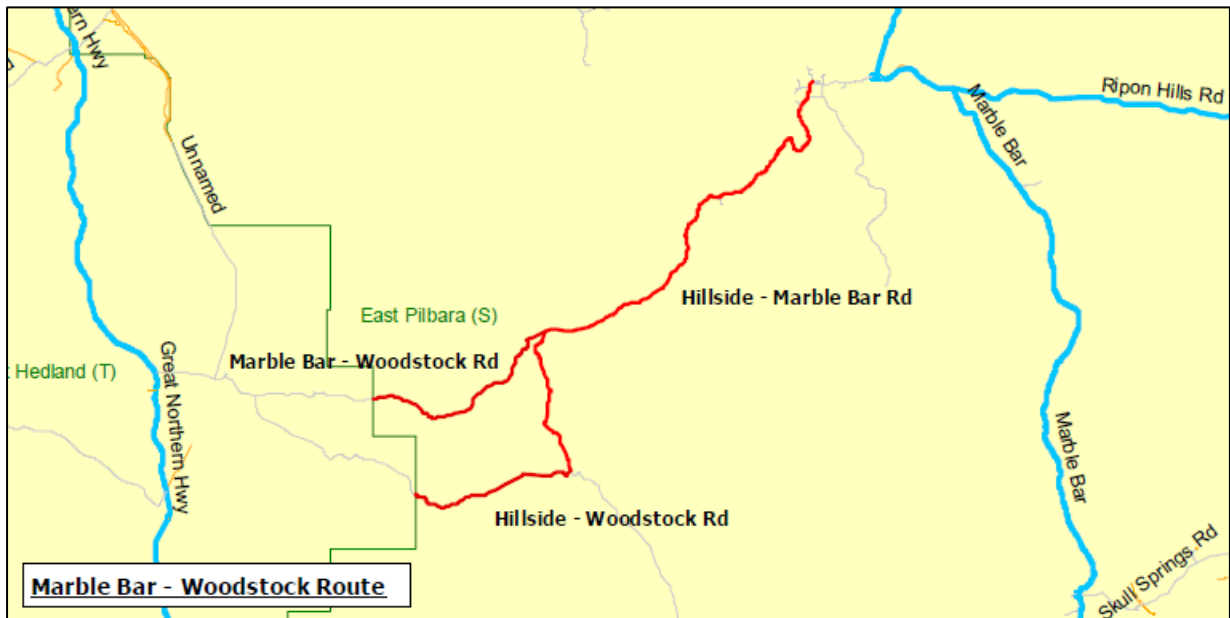 ern Hwy
Unnamed
Ripon Hills Rd
Marble Bar
Hillside - Marble Bar Rd
East Pilbara (S)
Marble Bar - Woodstock Rd
Hedland (T)
Great Northern Hwy
Marble Bar
Hillside - Woodstock Rd
Skull Springs Rd
Marble Bar - Woodstock Route